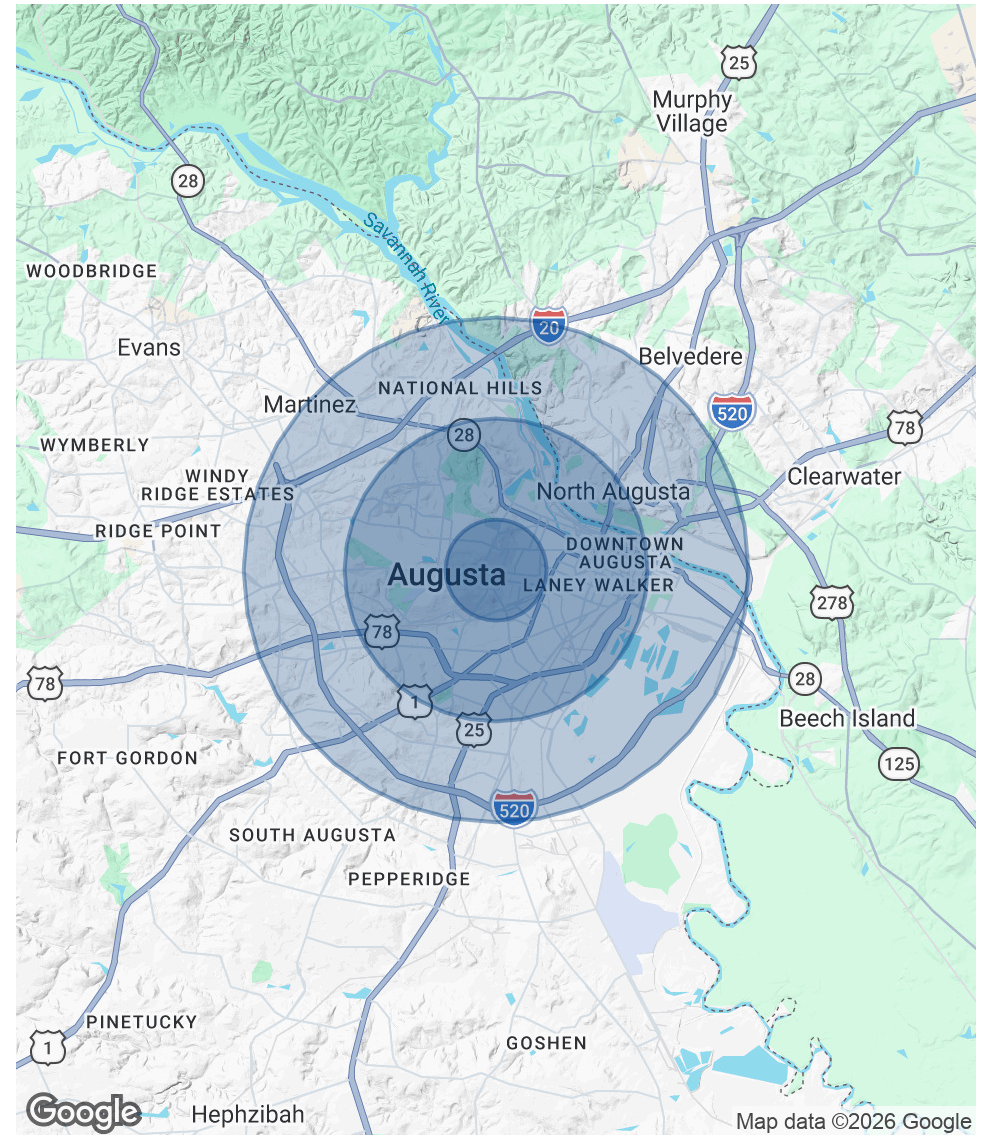 25
Murphy
Village
28
Savannah River
WOODBRIDGE
20
Evans
Belvedere
NATIONAL HILLS
Martinez
520
78
28
WYMBERLY
WINDY
RIDGE ESTATES
Clearwater
North Augusta
RIDGE POINT
DOWNTOWN
AUGUSTA
Augusta
LANEY WALKER
278
78
78
28
1
25
Beech Island
FORT GORDON
125
520
SOUTH AUGUSTA
PEPPERIDGE
PINETUCKY
1
GOSHEN
Google
Hephzibah
Map data ©2026 Google